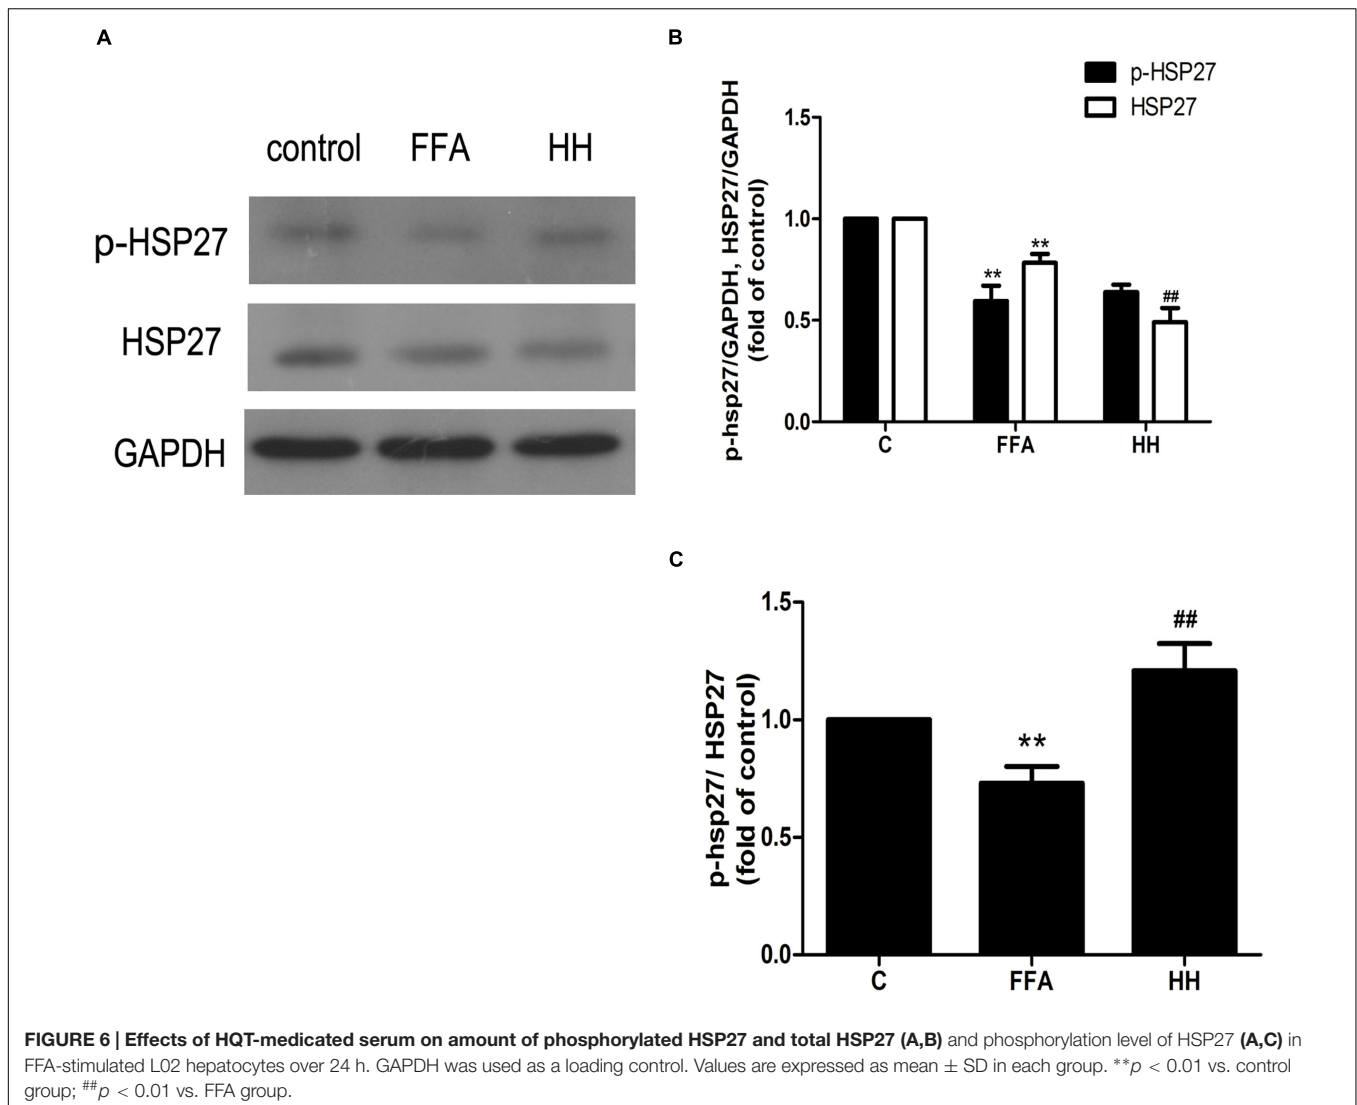 A
control FFA HH
p-HSP27
HSP27
GAPDH
B
p-HSP27
HSP27
p-hsp27/GAPDH, HSP27/GAPDH
(fold of control)
1.5
1.0
0.5
0.0
**
**
##
C FFA HH
C
p-hsp27/ HSP27
(fold of control)
1.5
1.0
0.5
0.0
**
##
C FFA HH
FIGURE 6 | Effects of HQT-medicated serum on amount of phosphorylated HSP27 and total HSP27 (A,B) and phosphorylation level of HSP27 (A,C) in
FFA-stimulated L02 hepatocytes over 24 h. GAPDH was used as a loading control. Values are expressed as mean ± SD in each group. **p < 0.01 vs. control
group; ##p < 0.01 vs. FFA group.